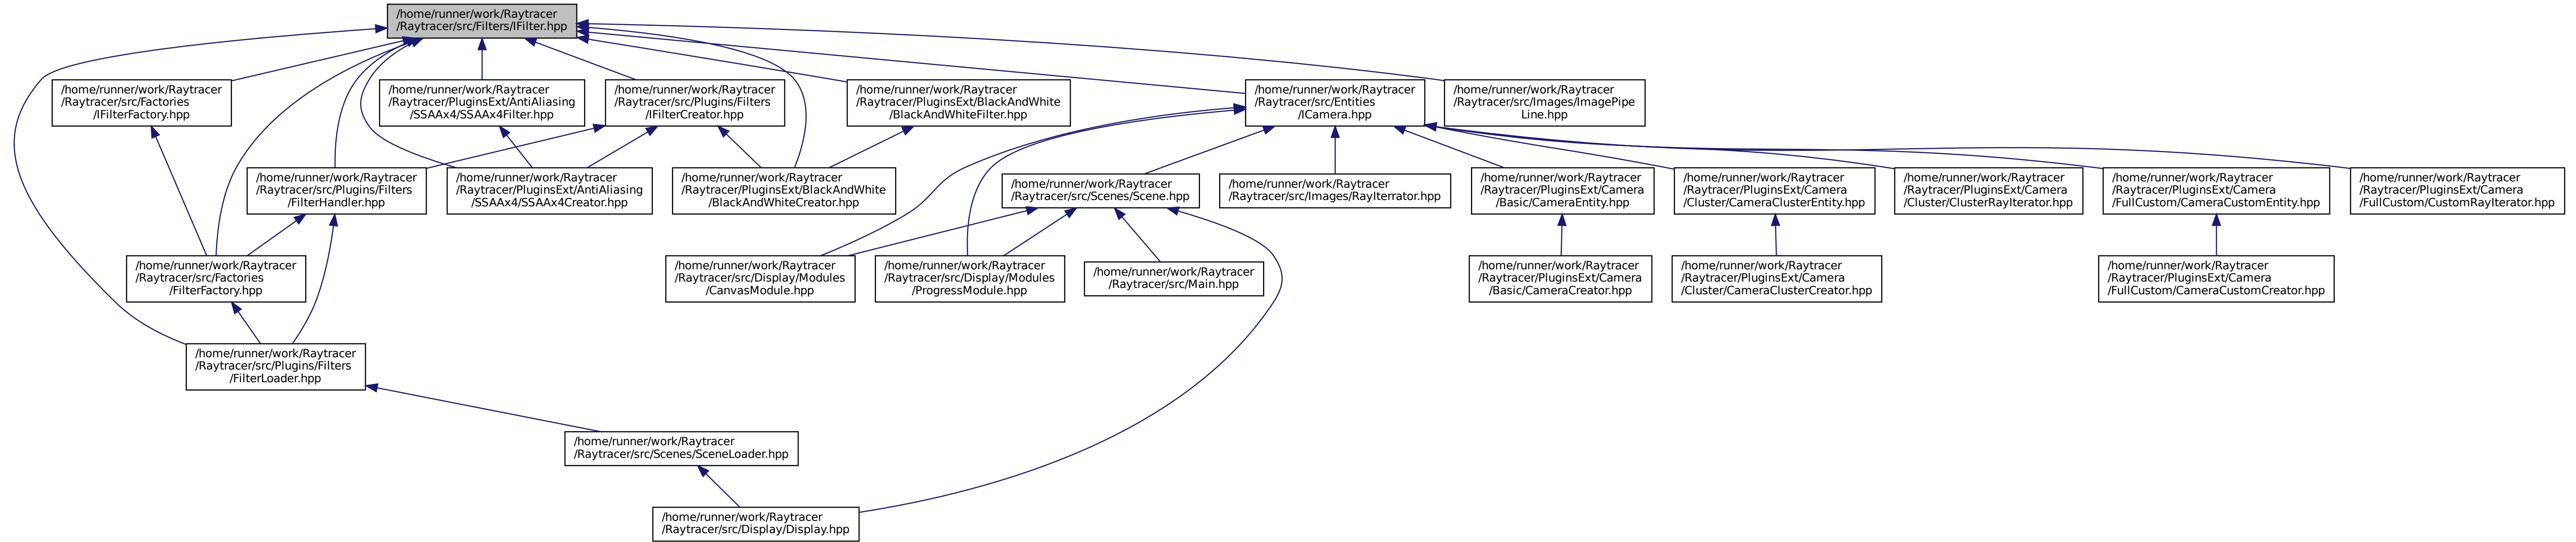 /home/runner/work/Raytracer
/Raytracer/src/Filters/IFilter.hpp
/home/runner/work/Raytracer
/Raytracer/src/Factories
/IFilterFactory.hpp
/home/runner/work/Raytracer
/Raytracer/PluginsExt/AntiAliasing
/SSAAx4/SSAAx4Filter.hpp
/home/runner/work/Raytracer
/Raytracer/src/Plugins/Filters
/IFilterCreator.hpp
/home/runner/work/Raytracer
/Raytracer/PluginsExt/BlackAndWhite
/BlackAndWhiteFilter.hpp
/home/runner/work/Raytracer
/Raytracer/src/Entities
/ICamera.hpp
/home/runner/work/Raytracer
/Raytracer/src/Images/ImagePipe
Line.hpp
/home/runner/work/Raytracer
/Raytracer/src/Plugins/Filters
/FilterHandler.hpp
/home/runner/work/Raytracer
/Raytracer/PluginsExt/AntiAliasing
/SSAAx4/SSAAx4Creator.hpp
/home/runner/work/Raytracer
/Raytracer/PluginsExt/BlackAndWhite
/BlackAndWhiteCreator.hpp
/home/runner/work/Raytracer
/Raytracer/src/Scenes/Scene.hpp
/home/runner/work/Raytracer
/Raytracer/src/Images/RayIterrator.hpp
/home/runner/work/Raytracer
/Raytracer/PluginsExt/Camera
/Basic/CameraEntity.hpp
/home/runner/work/Raytracer
/Raytracer/PluginsExt/Camera
/Cluster/CameraClusterEntity.hpp
/home/runner/work/Raytracer
/Raytracer/PluginsExt/Camera
/Cluster/ClusterRayIterator.hpp
/home/runner/work/Raytracer
/Raytracer/PluginsExt/Camera
/FullCustom/CameraCustomEntity.hpp
/home/runner/work/Raytracer
/Raytracer/PluginsExt/Camera
/FullCustom/CustomRayIterator.hpp
/home/runner/work/Raytracer
/Raytracer/src/Factories
/FilterFactory.hpp
/home/runner/work/Raytracer
/Raytracer/src/Display/Modules
/CanvasModule.hpp
/home/runner/work/Raytracer
/Raytracer/src/Display/Modules
/ProgressModule.hpp
/home/runner/work/Raytracer
/Raytracer/src/Main.hpp
/home/runner/work/Raytracer
/Raytracer/PluginsExt/Camera
/Basic/CameraCreator.hpp
/home/runner/work/Raytracer
/Raytracer/PluginsExt/Camera
/Cluster/CameraClusterCreator.hpp
/home/runner/work/Raytracer
/Raytracer/PluginsExt/Camera
/FullCustom/CameraCustomCreator.hpp
/home/runner/work/Raytracer
/Raytracer/src/Plugins/Filters
/FilterLoader.hpp
/home/runner/work/Raytracer
/Raytracer/src/Scenes/SceneLoader.hpp
/home/runner/work/Raytracer
/Raytracer/src/Display/Display.hpp